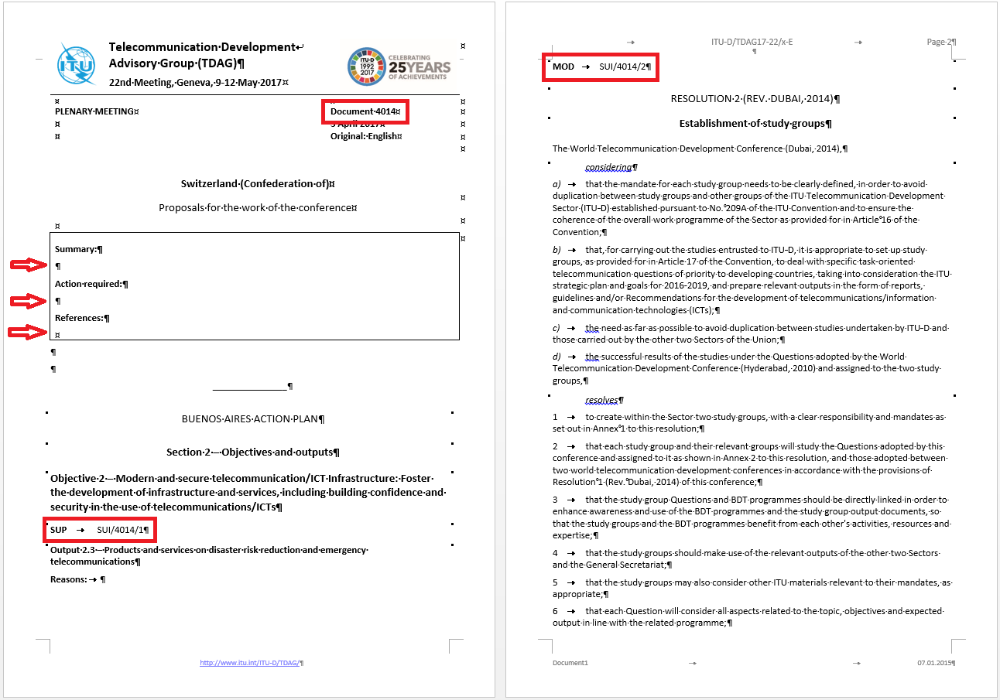 Telecommunication Development
Advisory Group (TDAG)¶
22nd Meeting, Geneva, 9-12 May 2017¤
ITU-D
1992
2017
CELEBRATING
25YEARS
OF ACHIEVEMENTS
PLENARY MEETING¤
Document 4014¤
5 April 2017¤
Original: English¤
Switzerland (Confederation of)¤
Proposals for the work of the conference¤
Summary:¶
¶
Action required:¶
¶
References:¶
¤
¶
¶
¶
BUENOS AIRES ACTION PLAN¶
Section 2 – Objectives and outputs¶
Objective 2 – Modern and secure telecommunication/ICT Infrastructure: Foster
the development of infrastructure and services, including building confidence and
security in the use of telecommunications/ICTs¶
SUP → SUI/4014/1¶
Output 2.3 – Products and services on disaster risk reduction and emergency
telecommunications¶
Reasons: → ¶
http://www.itu.int/ITU-D/TDAG/¶
→ ITU-D/TDAG17-22/x-E → Page 2¶
¶
MOD → SUI/4014/2¶
RESOLUTION 2 (REV. DUBAI, 2014)¶
Establishment of study groups¶
The World Telecommunication Development Conference (Dubai, 2014),¶
considering¶
a) → that the mandate for each study group needs to be clearly defined, in order to avoid
duplication between study groups and other groups of the ITU Telecommunication Development
Sector (ITU-D) established pursuant to No.°209A of the ITU Convention and to ensure the
coherence of the overall work programme of the Sector as provided for in Article°16 of the
Convention;¶
b) → that, for carrying out the studies entrusted to ITU-D, it is appropriate to set up study
groups, as provided for in Article 17 of the Convention, to deal with specific task-oriented
telecommunication questions of priority to developing countries, taking into consideration the ITU
strategic plan and goals for 2016-2019, and prepare relevant outputs in the form of reports,
guidelines and/or Recommendations for the development of telecommunications/information
and communication technologies (ICTs);¶
c) → the need as far as possible to avoid duplication between studies undertaken by ITU-D and
those carried out by the other two Sectors of the Union;¶
d) → the successful results of the studies under the Questions adopted by the World
Telecommunication Development Conference (Hyderabad, 2010) and assigned to the two study
groups,¶
resolves¶
1 → to create within the Sector two study groups, with a clear responsibility and mandates as
set out in Annex°1 to this resolution;¶
2 → that each study group and their relevant groups will study the Questions adopted by this
conference and assigned to it as shown in Annex 2 to this resolution, and those adopted between
two world telecommunication development conferences in accordance with the provisions of
Resolution°1 (Rev.°Dubai, 2014) of this conference;¶
3 → that the study group Questions and BDT programmes should be directly linked in order to
enhance awareness and use of the BDT programmes and the study group output documents, so
that the study groups and the BDT programmes benefit from each other's activities, resources and
expertise;¶
4 → that the study groups should make use of the relevant outputs of the other two Sectors
and the General Secretariat;¶
5 → that the study groups may also consider other ITU materials relevant to their mandates, as
appropriate;¶
6 → that each Question will consider all aspects related to the topic, objectives and expected
output in line with the related programme;¶
Document1 → → 07.01.2015¶